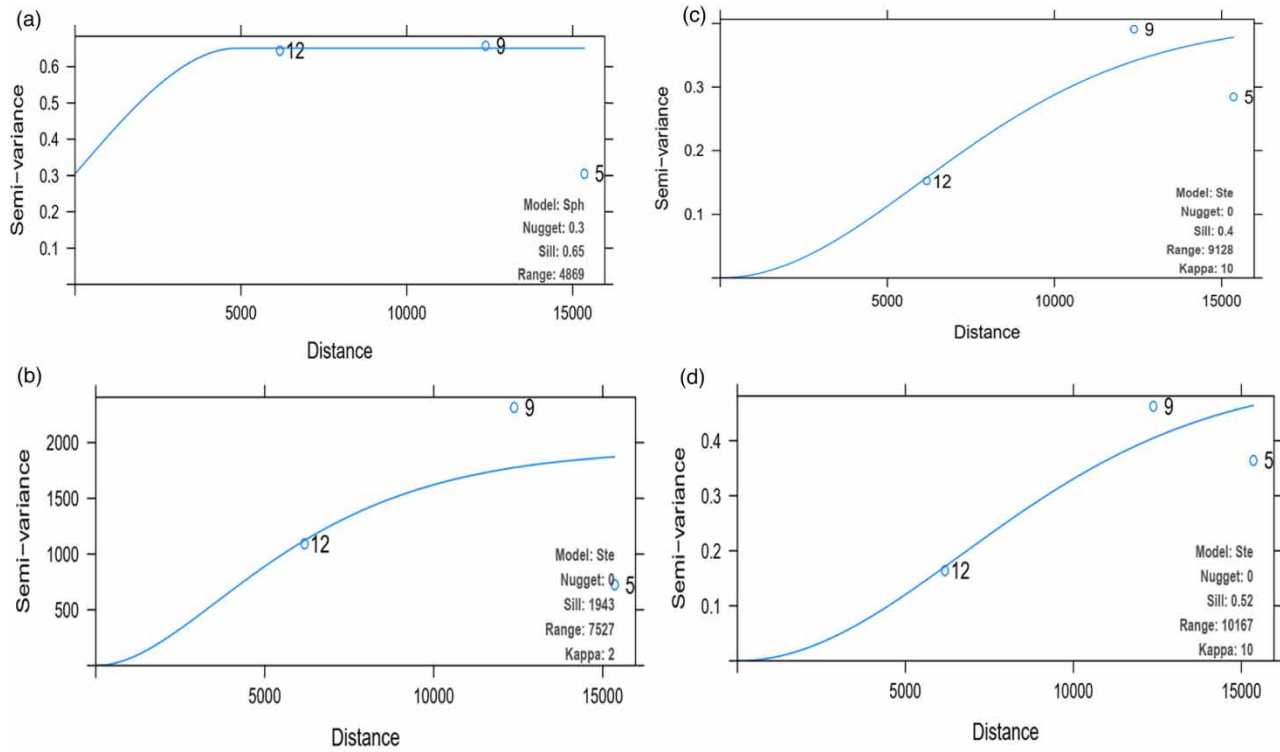 (a)
5000 10000 15000
Semi-variance
0.6
0.5
0.4
0.3
0.2
0.1
12
9
5
Model: Sph
Nugget: 0.3
Sill: 0.65
Range: 4869
5000 10000 15000
Distance
(c)
Semi-variance
0.3
0.2
0.1
12
9
5
Model: Ste
Nugget: 0
Sill: 0.4
Range: 9128
Kappa: 10
5000 10000 15000
Distance
(b)
Semi-variance
2000
1500
1000
500
12
9
5
Model: Ste
Nugget: 0
Sill: 1943
Range: 7527
Kappa: 2
5000 10000 15000
Distance
(d)
Semi-variance
0.4
0.3
0.2
0.1
12
9
5
Model: Ste
Nugget: 0
Sill: 0.52
Range: 10167
Kappa: 10
5000 10000 15000
Distance